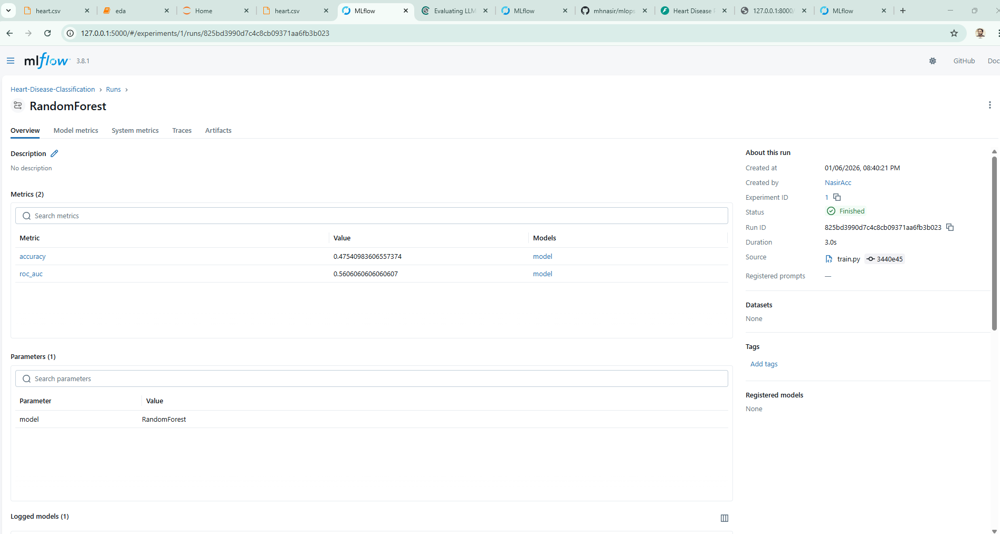 heart.csv
eda
Home
heart.csv
MLflow
Evaluating LLM
MLflow
mhnasir/mlops
Heart Disease
127.0.0.1:8000/
MLflow
127.0.0.1:5000/#/experiments/1/runs/825bd3990d7c4c8cb09371aa6fb3b023
mlflow 3.8.1
GitHub
Doc
Heart-Disease-Classification > Runs >
RandomForest
Overview Model metrics System metrics Traces Artifacts
Description
No description
Metrics (2)
Search metrics
Metric Value Models
accuracy 0.47540983606557374 model
roc_auc 0.5606060606060607 model
Parameters (1)
Search parameters
Parameter Value
model RandomForest
Logged models (1)
About this run
Created at 01/06/2026, 08:40:21 PM
Created by NasirAcc
Experiment ID 1
Status Finished
Run ID 825bd3990d7c4c8cb09371aa6fb3b023
Duration 3.0s
Source train.py 3440e45
Registered prompts —
Datasets
None
Tags
Add tags
Registered models
None